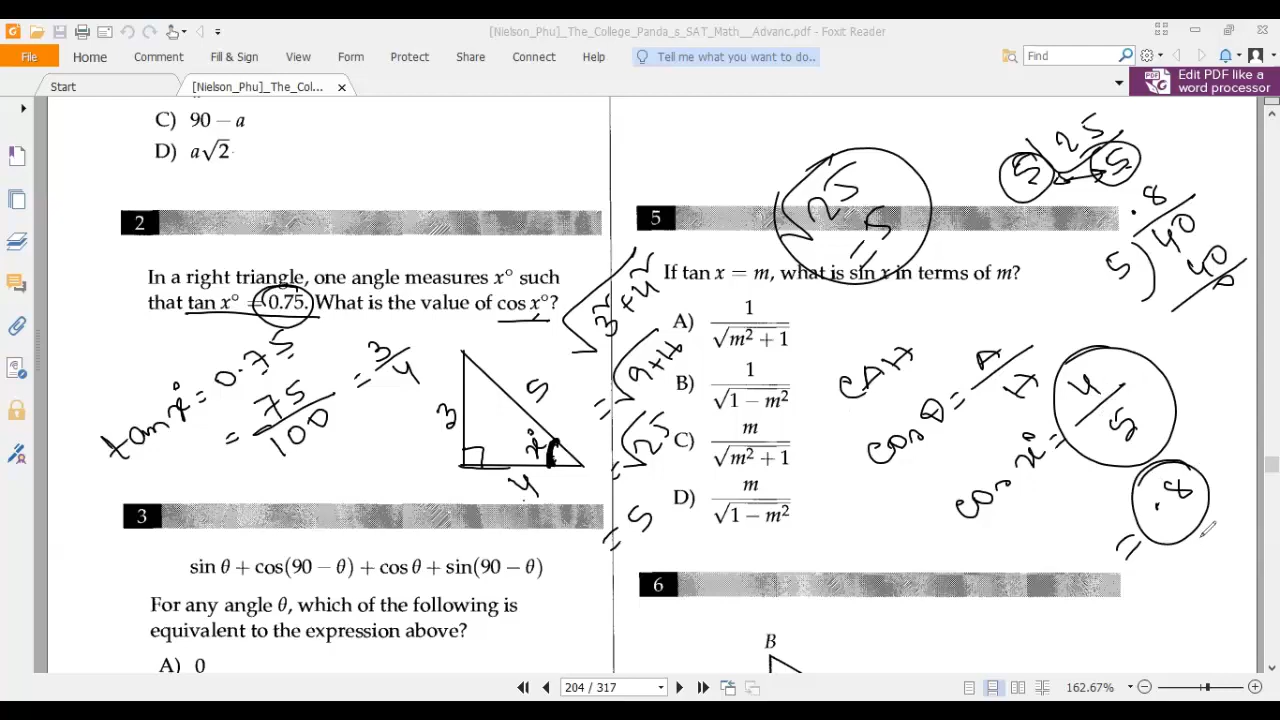 [Nielson_Phu]_The_College_Panda_s_SAT_Math__Advanc.pdf - Foxit Reader
File Home Comment Fill & Sign View Form Protect Share Connect Help Tell me what you want to do.. Find
Start [Nielson_Phu]_The_Col... Edit PDF like a
word processor
C) 90 − a
D) a√2
2
In a right triangle, one angle measures x° such
that tan x° = 0.75. What is the value of cos x°?
tan x° = 0.75
= 75/100 = 3/4
3 5 x° 4
√3²+4²
= √9+4
= √25
= 5
3
sin θ + cos(90 − θ) + cos θ + sin(90 − θ)
For any angle θ, which of the following is
equivalent to the expression above?
A) 0
√25
= 5
5 25 5
.8
5)40
40
0
5
If tan x = m, what is sin x in terms of m?
A) 1/√(m² + 1)
B) 1/√(1 − m²)
C) m/√(m² + 1)
D) m/√(1 − m²)
CAH
cos θ = A/H
cos x° = 4/5
= .8
6
B
204 / 317 162.67%